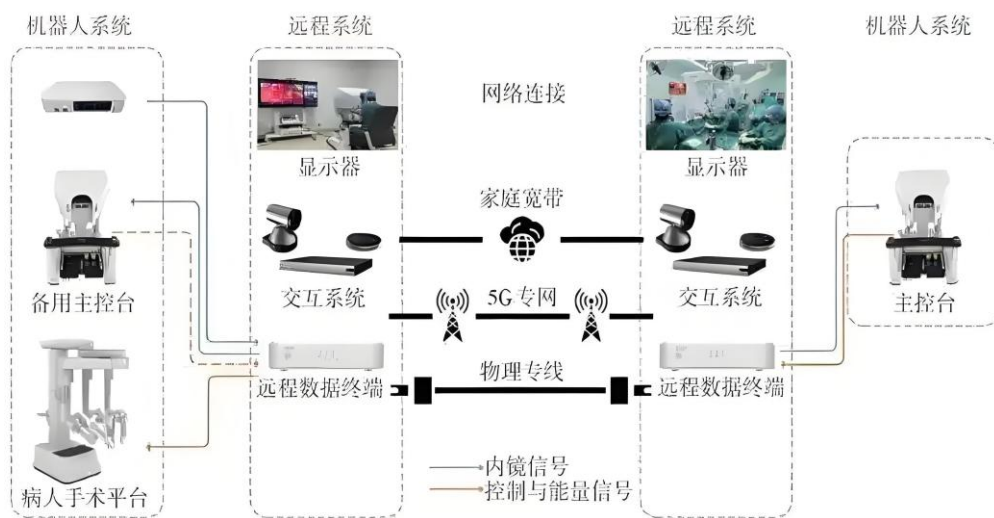 机器人系统
远程系统
远程系统
机器人系统
网络连接
显示器
显示器
家庭宽带
备用主控台
交互系统
5G专网
交互系统
主控台
远程数据终端
物理专线
远程数据终端
内镜信号
病人手术平台
控制与能量信号